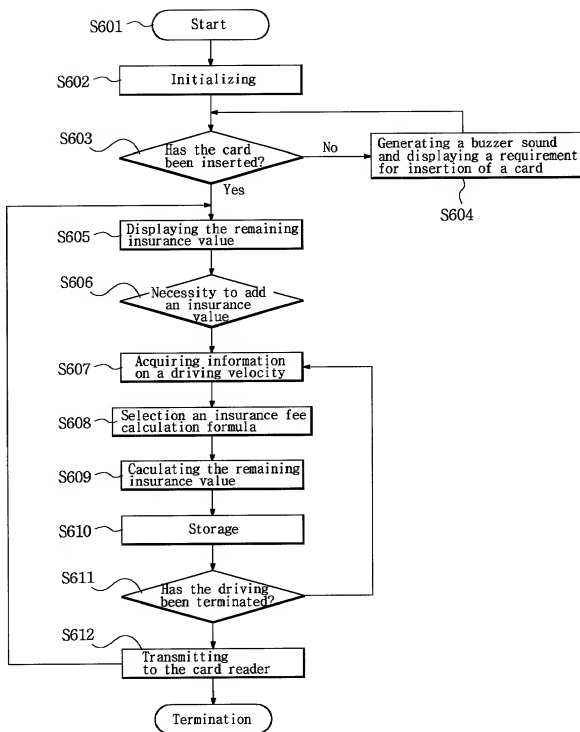 S601
Start
S602
Initializing
S603
Has the card
been inserted?
No
Generating a buzzer sound
and displaying a requirement
for insertion of a card
S604
Yes
S605
Displaying the remaining
insurance value
S606
Necessity to add
an insurance
value
S607
Acquiring information
on a driving velocity
S608
Selection an insurance fee
calculation formula
S609
Caculating the remaining
insurance value
S610
Storage
S611
Has the driving
been terminated?
S612
Transmitting
to the card reader
Termination